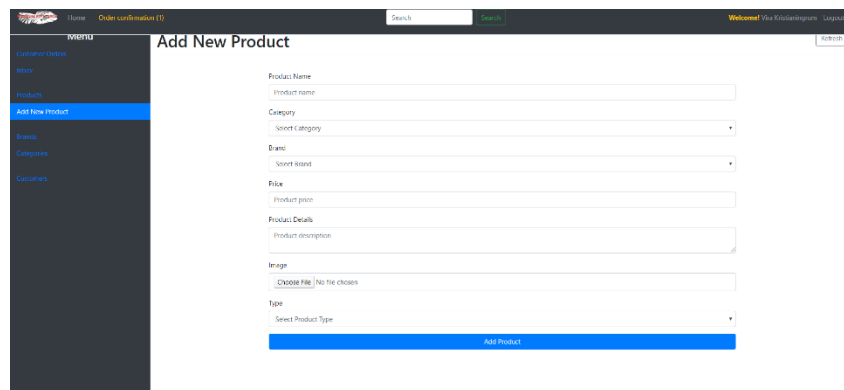 Home Order confirmation (1) Search Search Welcome! Vira Kristianingrum Logout
Menu
Add New Product
Refresh
Customer Orders
Inbox
Products
Add New Product
Brands
Categories
Customers
Product Name
Product name
Category
Select Category
Brand
Select Brand
Price
Product price
Product Details
Product description
Image
Choose File No file chosen
Type
Select Product Type
Add Product